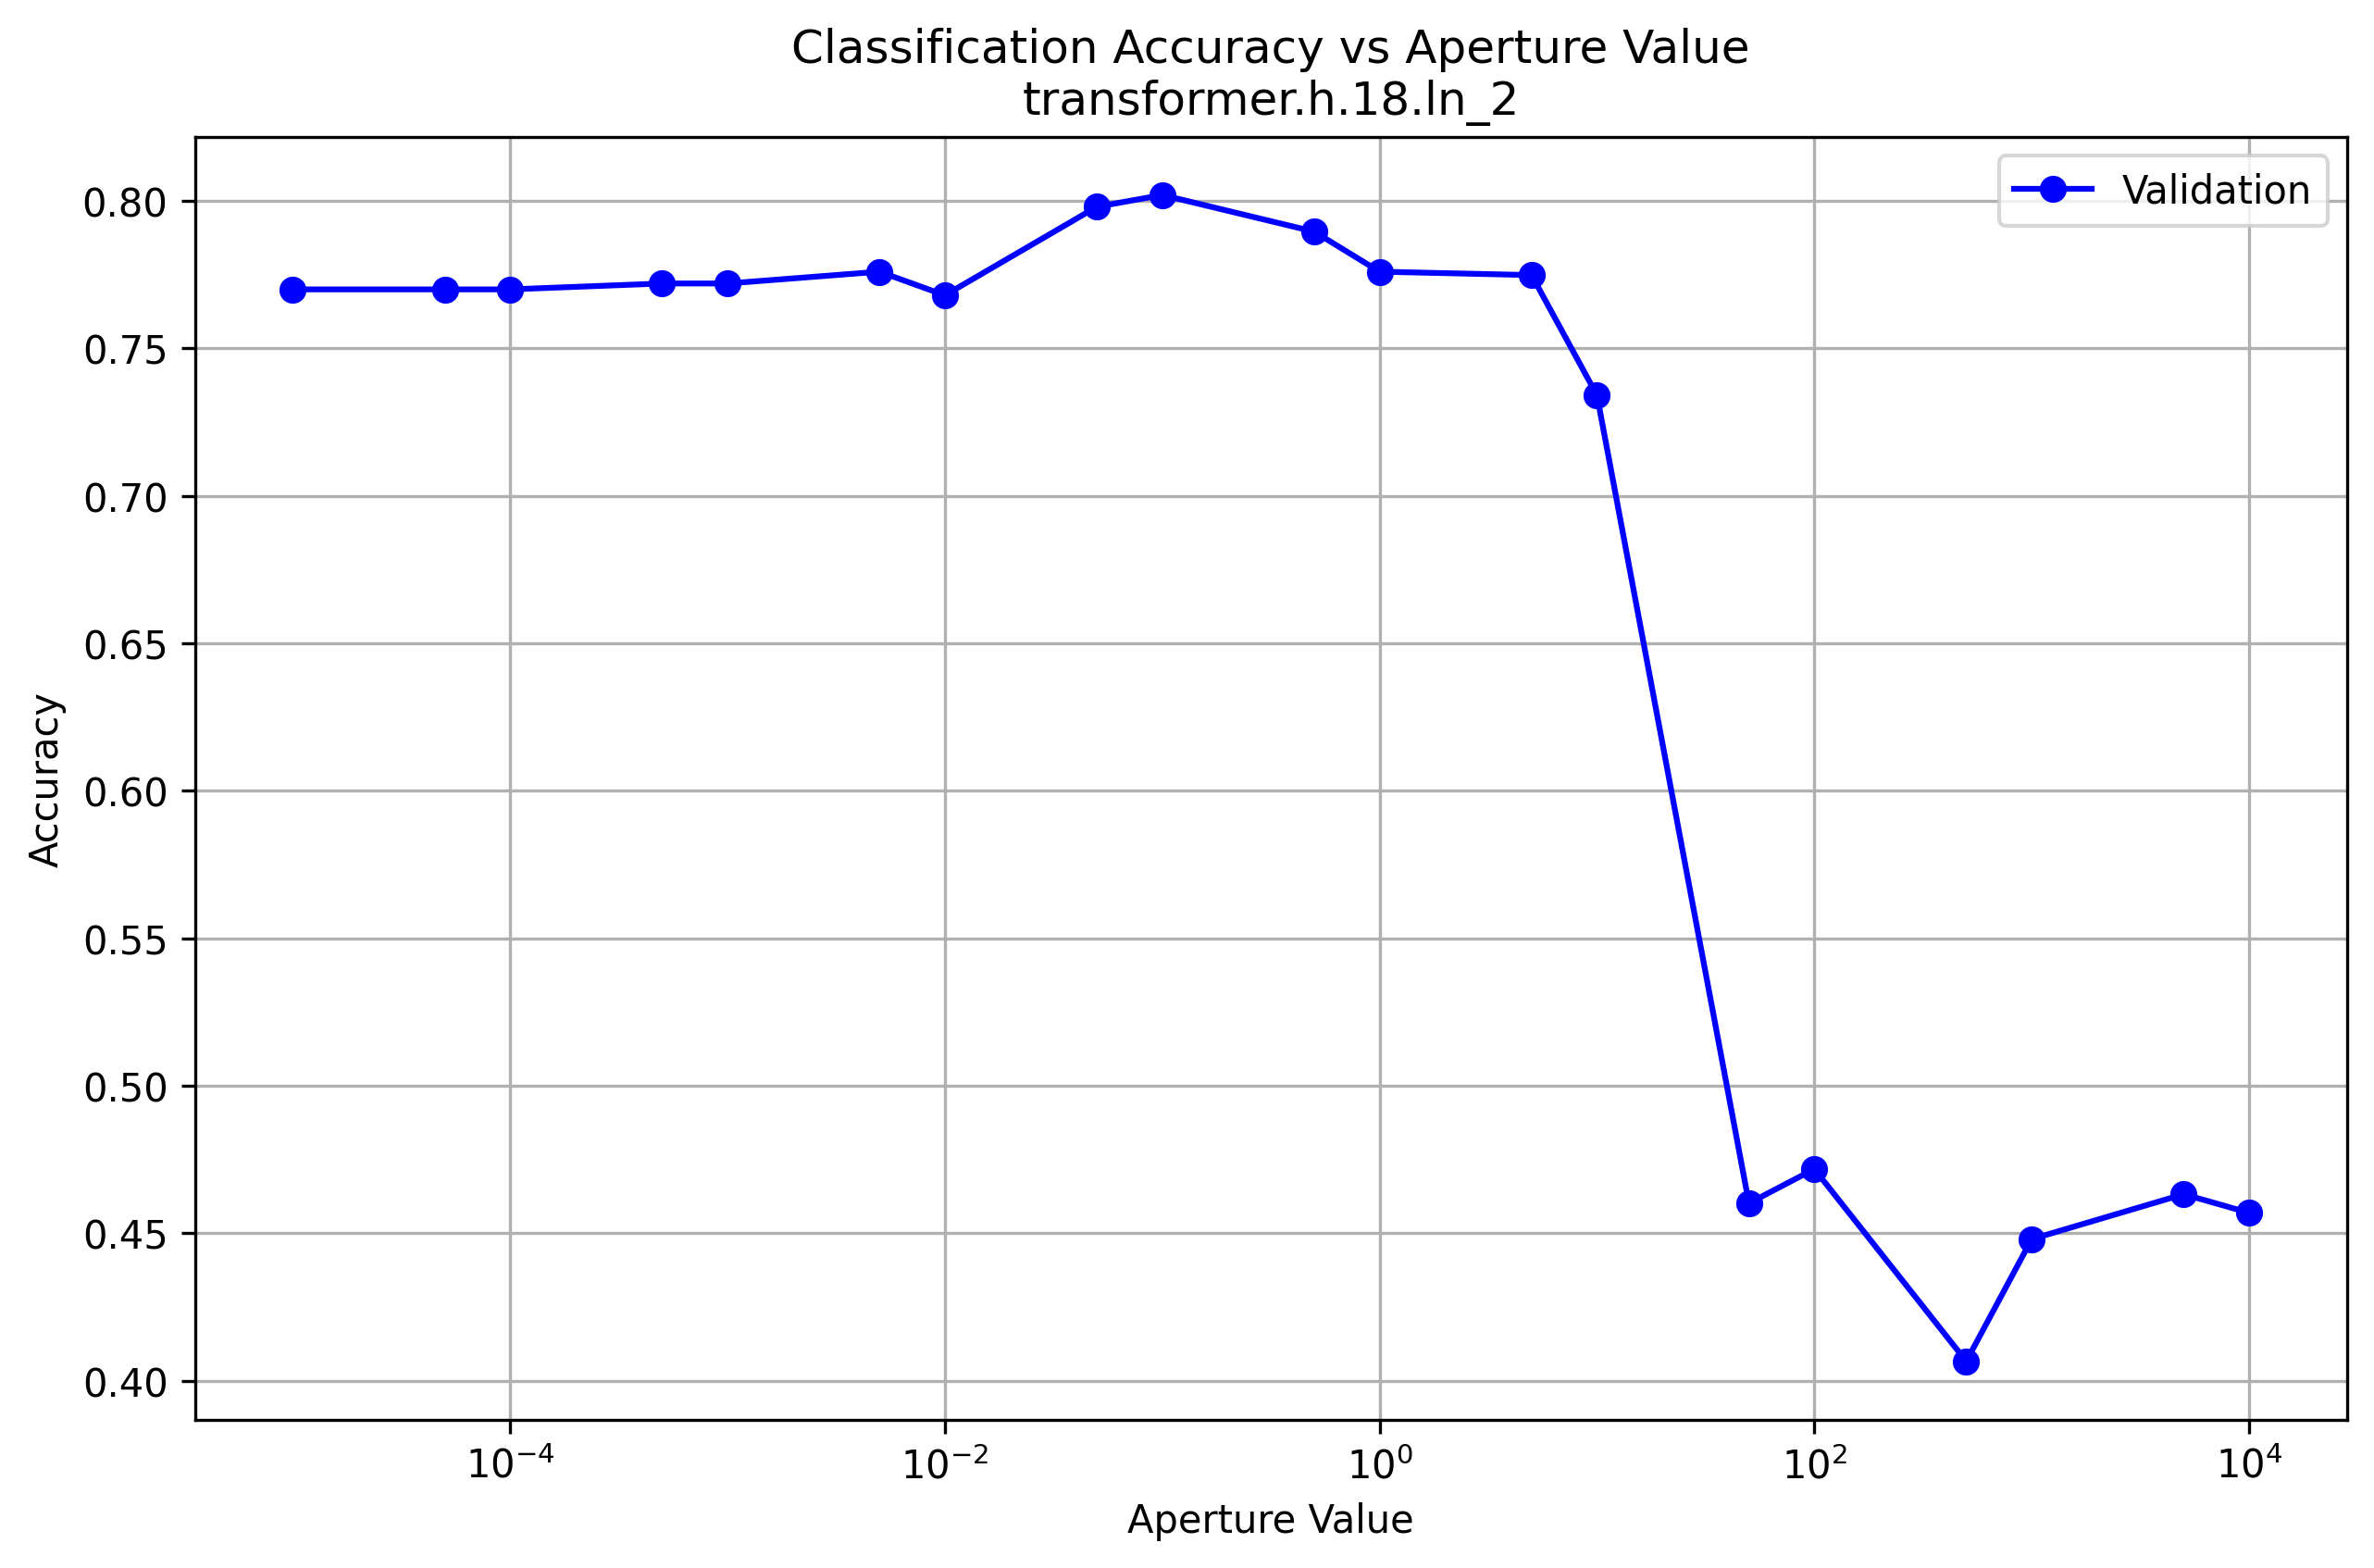 Classification Accuracy vs Aperture Value
transformer.h.18.ln_2
Validation
0.80
0.75
0.70
0.65
0.60
0.55
0.50
0.45
0.40
Accuracy
10⁻⁴ 10⁻² 10⁰ 10² 10⁴
Aperture Value